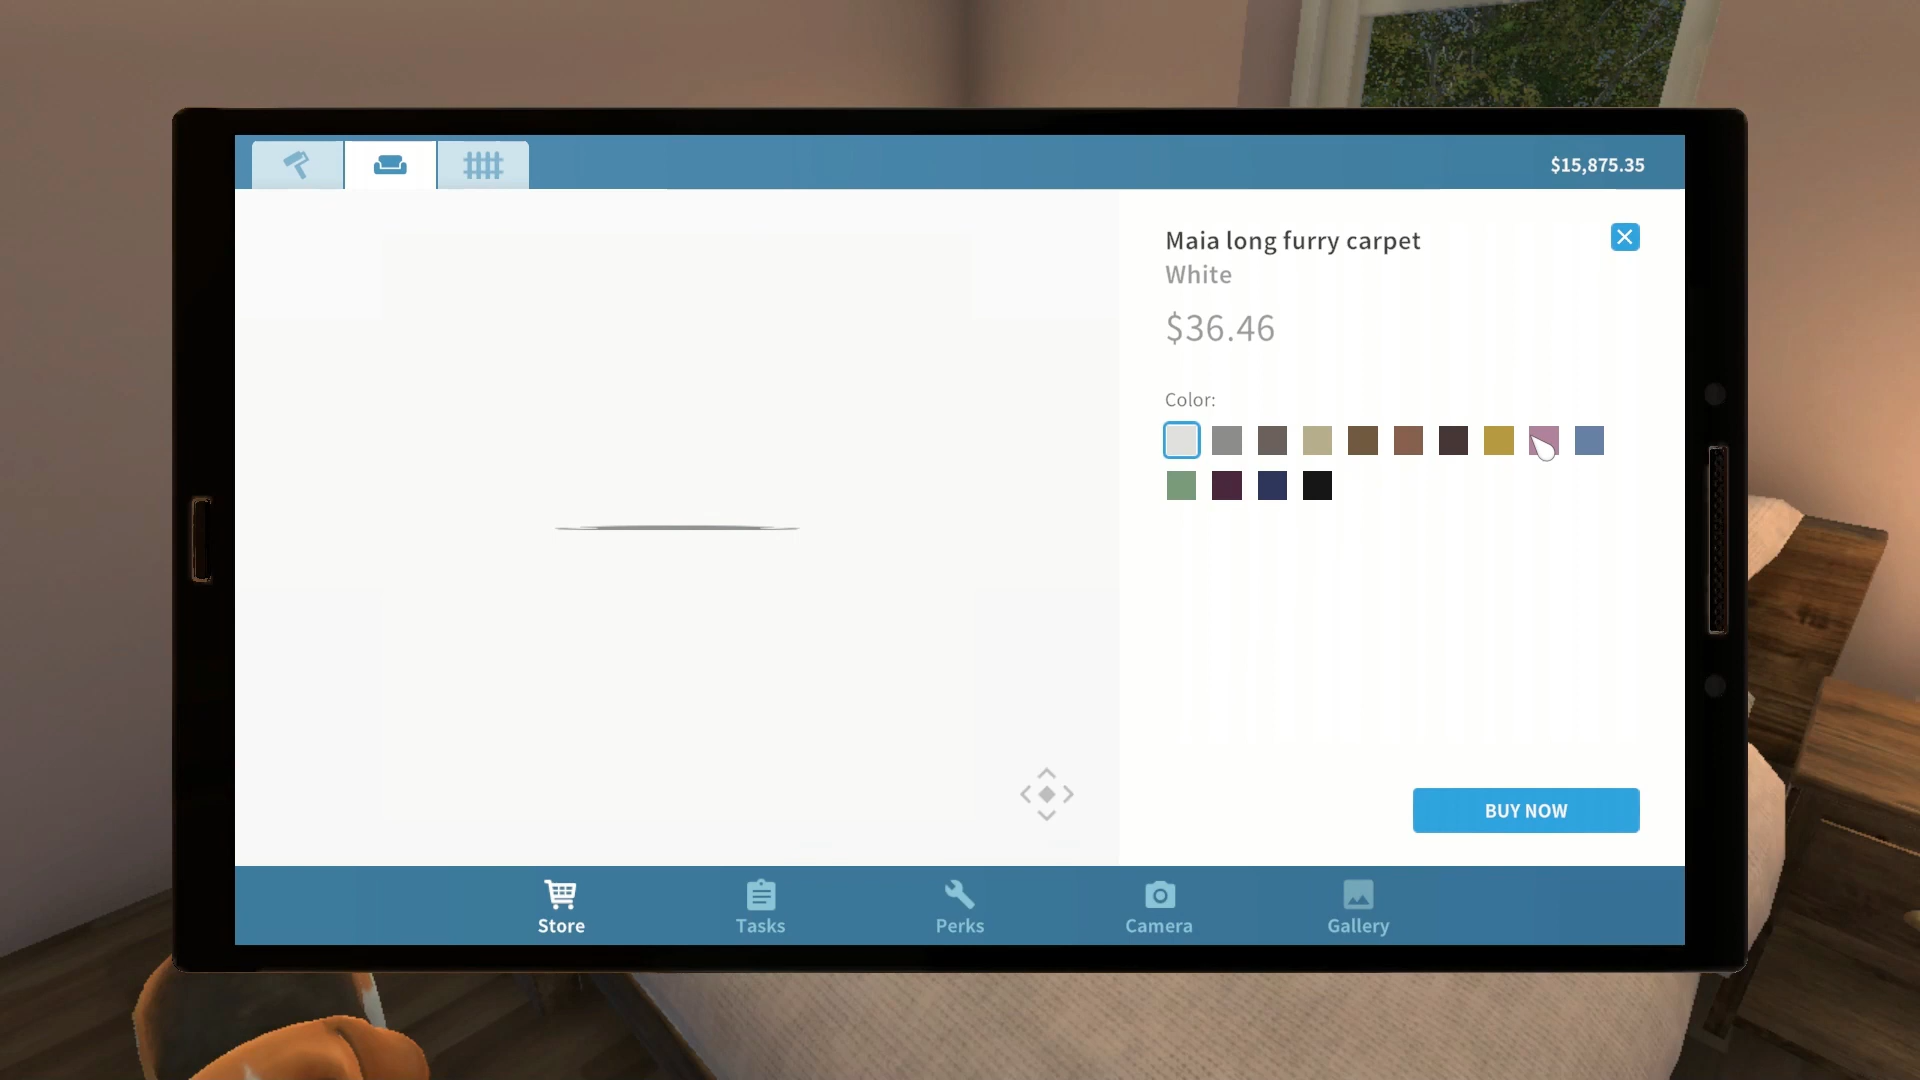 $15,875.35
Maia long furry carpet
White
$36.46
Color:
BUY NOW
Store
Tasks
Perks
Camera
Gallery